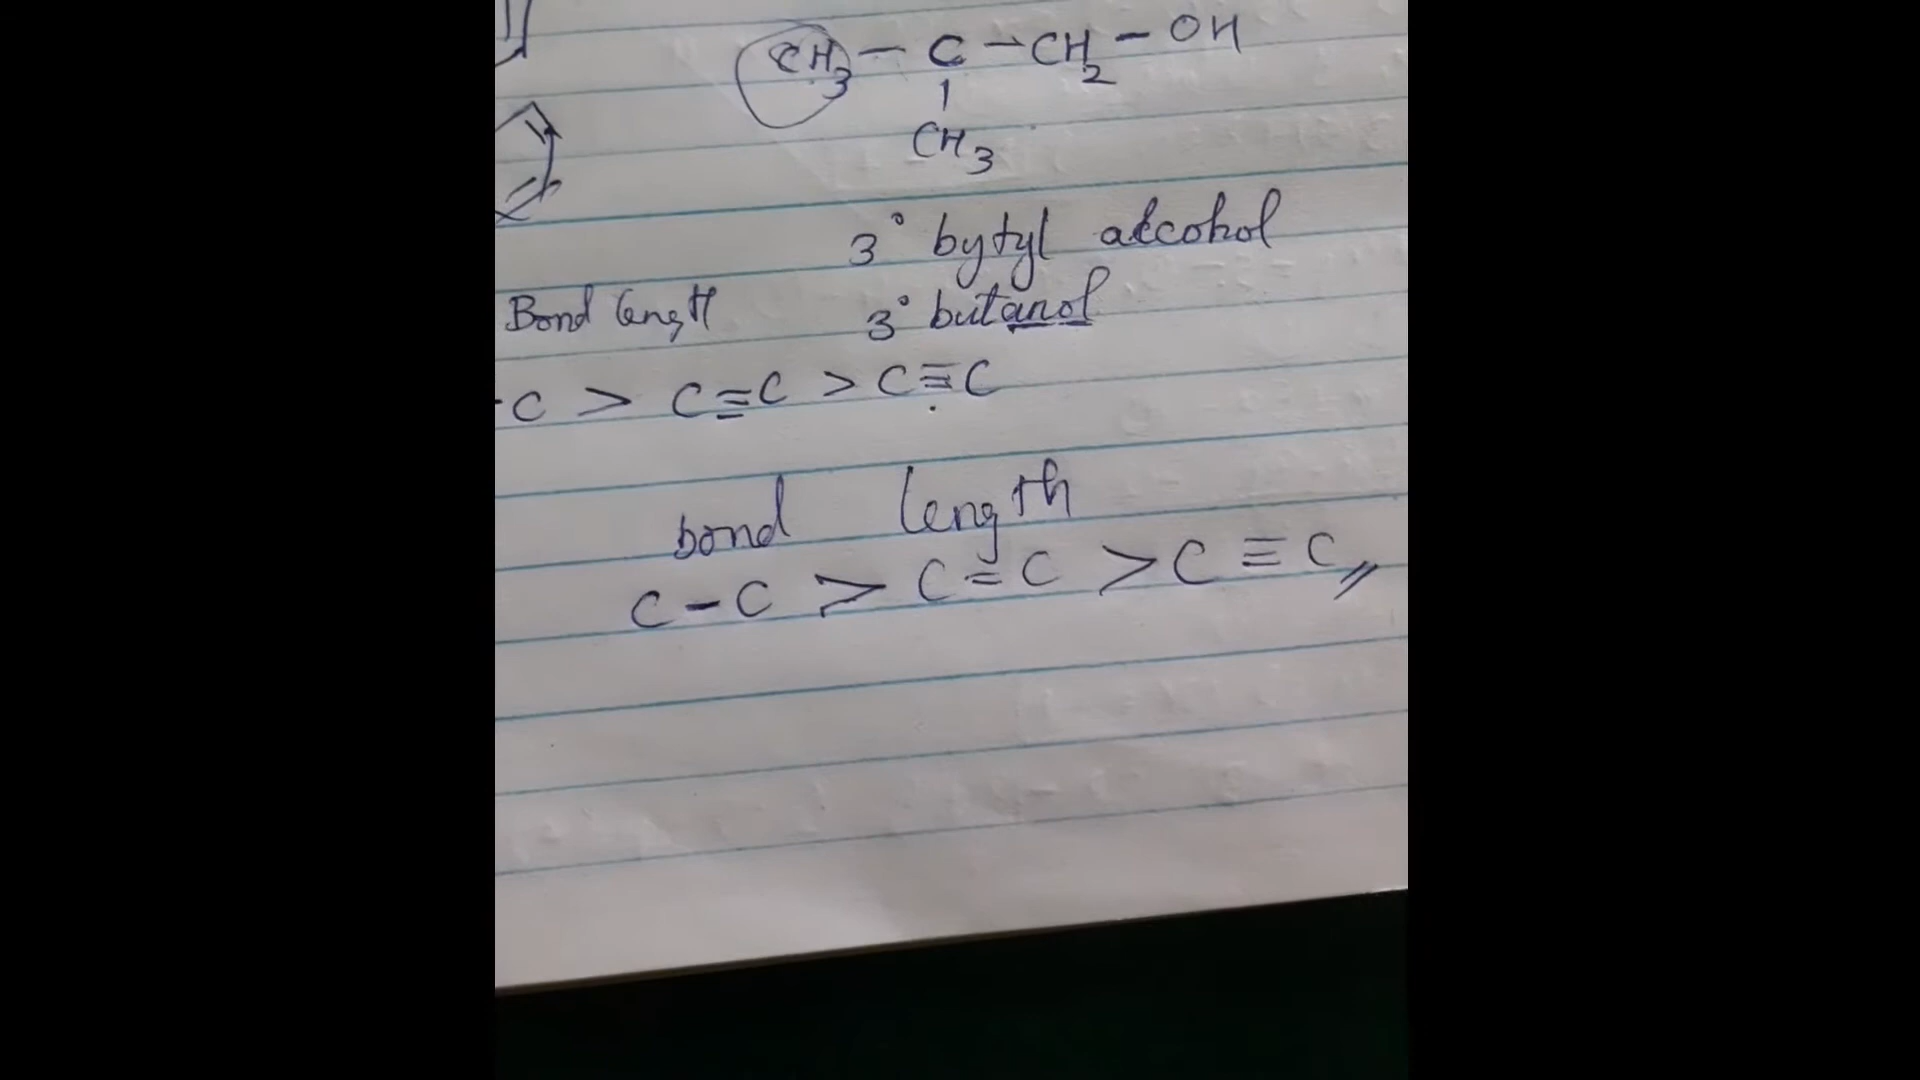 CH3 - C - CH2 - OH
CH3
3° bytyl alcohol
Bond length
3° butanol
-C > C=C > C≡C
bond length
C-C > C=C > C≡C